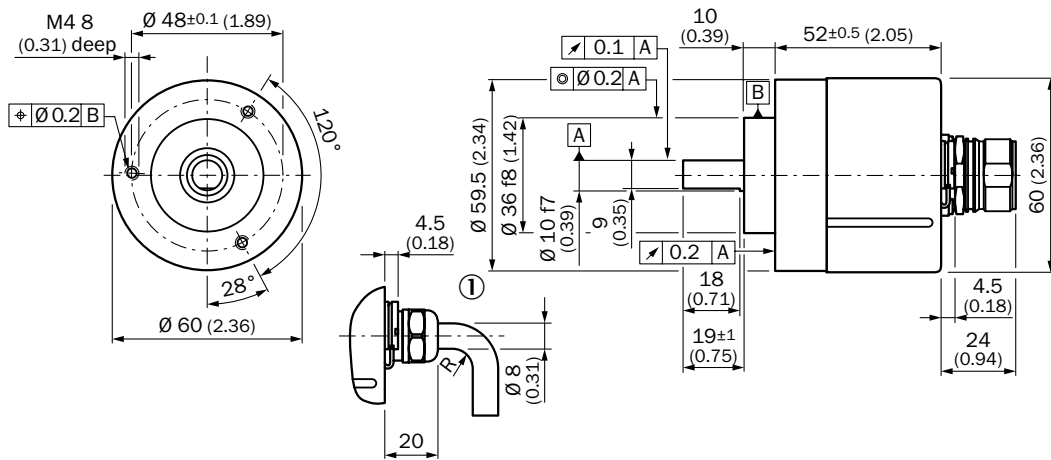 M4 8
(0.31) deep
Ø 48±0.1 (1.89)
⌖ Ø 0.2 B
120°
28°
Ø 60 (2.36)
4.5
(0.18)
①
R
Ø 8
(0.31)
20
10
(0.39)
52±0.5 (2.05)
↗ 0.1 A
◎ Ø 0.2 A
B
A
Ø 59.5 (2.34)
Ø 36 f8 (1.42)
Ø 10 f7
(0.39)
9
(0.35)
↗ 0.2 A
18
(0.71)
19±1
(0.75)
60 (2.36)
4.5
(0.18)
24
(0.94)